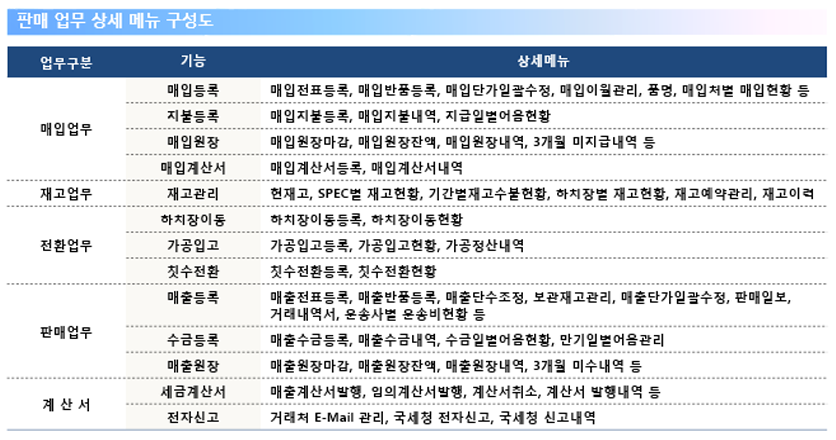 판매 업무 상세 메뉴 구성도
업무구분 기능 상세메뉴
매입업무 매입등록 매입전표등록, 매입반품등록, 매입단가일괄수정, 매입이월관리, 품명, 매입처별 매입현황 등
지불등록 매입지불등록, 매입지불내역, 지급일별어음현황
매입원장 매입원장마감, 매입원장잔액, 매입원장내역, 3개월 미지급내역 등
매입계산서 매입계산서등록, 매입계산서내역
재고업무 재고관리 현재고, SPEC별 재고현황, 기간별재고수불현황, 하치장별 재고현황, 재고예약관리, 재고이력
전환업무 하치장이동 하치장이동등록, 하치장이동현황
가공입고 가공입고등록, 가공입고현황, 가공정산내역
칫수전환 칫수전환등록, 칫수전환현황
판매업무 매출등록 매출전표등록, 매출반품등록, 매출단수조정, 보관재고관리, 매출단가일괄수정, 판매일보,
거래내역서, 운송사별 운송비현황 등
수금등록 매출수금등록, 매출수금내역, 수금일별어음현황, 만기일별어음관리
매출원장 매출원장마감, 매출원장잔액, 매출원장내역, 3개월 미수내역 등
계 산 서 세금계산서 매출계산서발행, 임의계산서발행, 계산서취소, 계산서 발행내역 등
전자신고 거래처 E-Mail 관리, 국세청 전자신고, 국세청 신고내역